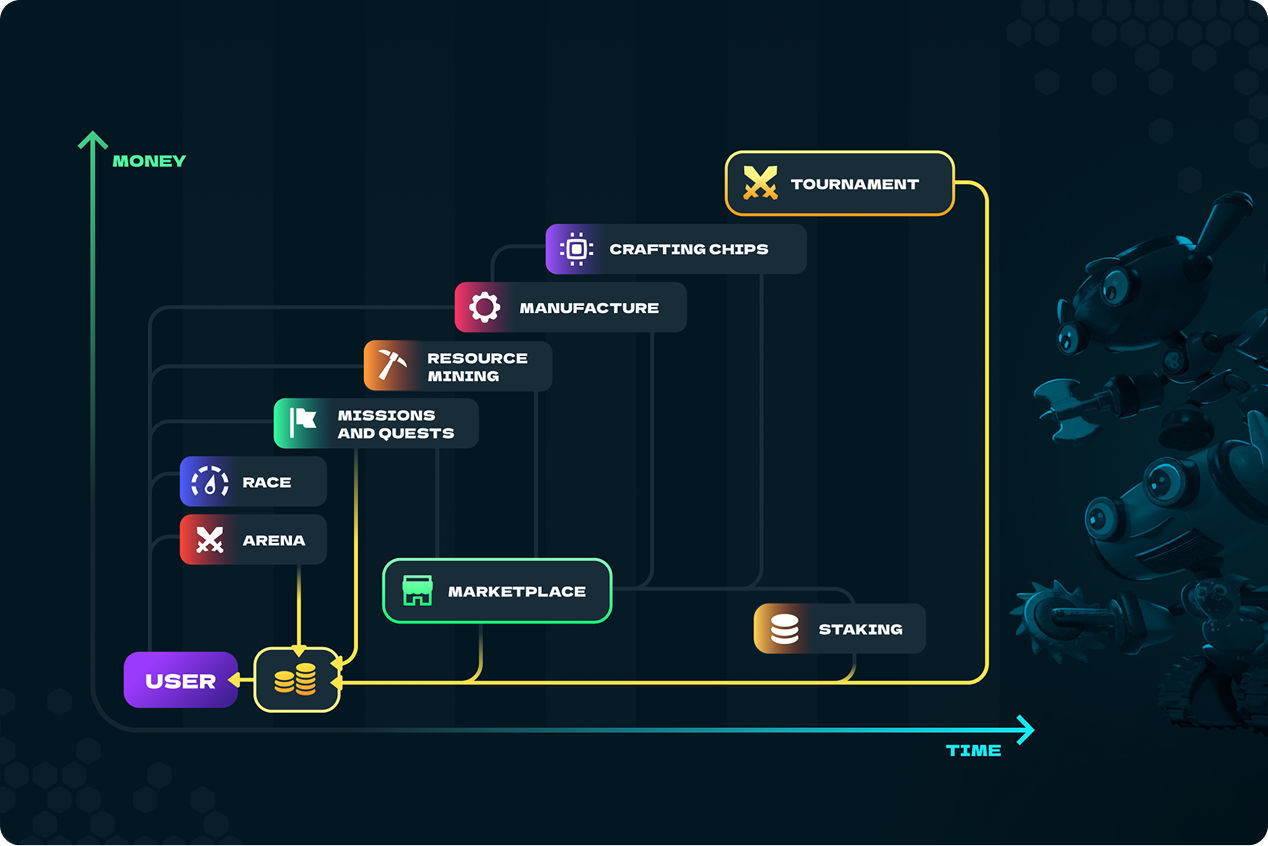 MONEY
TOURNAMENT
CRAFTING CHIPS
MANUFACTURE
RESOURCE
MINING
MISSIONS
AND QUESTS
RACE
ARENA
MARKETPLACE
STAKING
USER
TIME